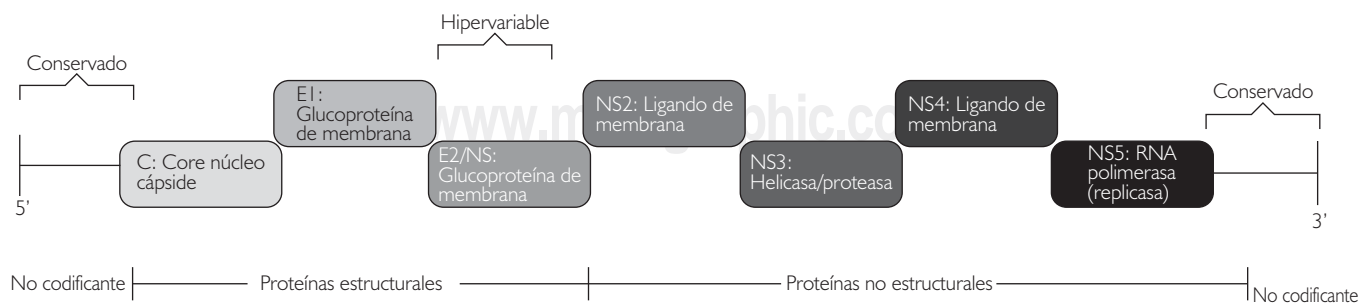 Hipervariable
Conservado
E1:
Glucoproteína
de membrana
NS2: Ligando de
membrana
NS4: Ligando de
membrana
Conservado
C: Core núcleo
cápside
E2/NS:
Glucoproteína de
membrana
NS3:
Helicasa/proteasa
NS5: RNA
polimerasa
(replicasa)
5’
3’
No codificante
Proteínas estructurales
Proteínas no estructurales
No codificante